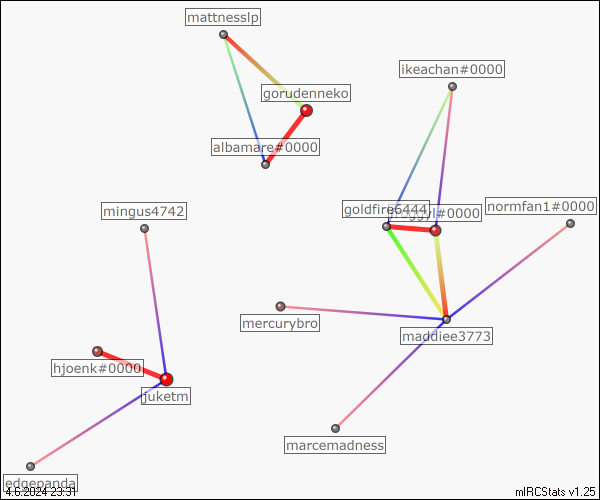 mattnesslp
ikeachan#0000
gorudenneko
albamare#0000
mingus4742
goldfire6444
#0000
normfan1#0000
mercurybro
maddiee3773
hjoenk#0000
juketm
marcemadness
edgepanda
4.6.2024 23:31
mIRCStats v1.25